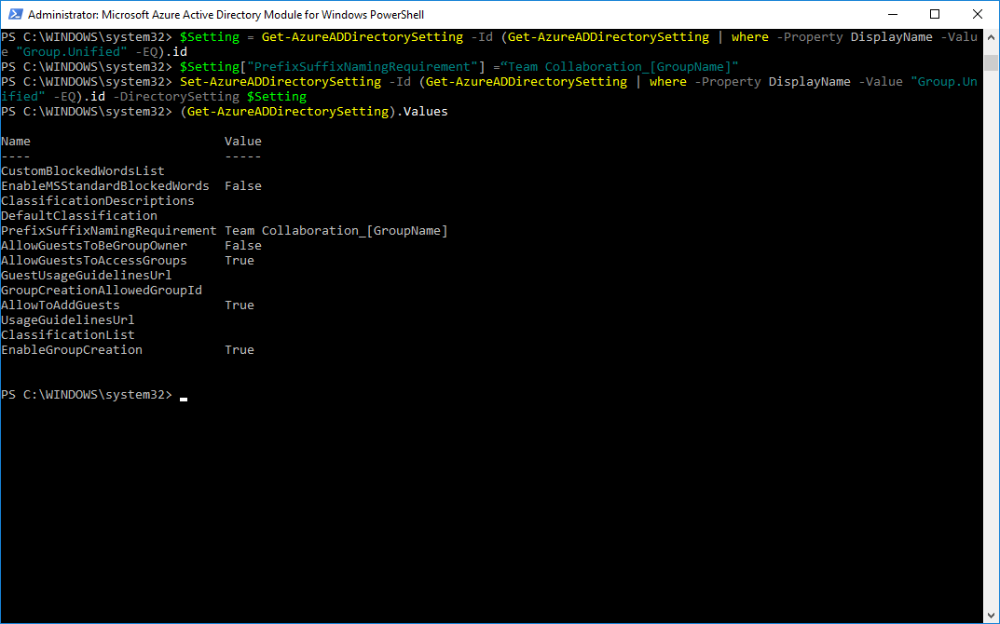 Administrator: Microsoft Azure Active Directory Module for Windows PowerShell
PS C:\WINDOWS\system32> $Setting = Get-AzureADDirectorySetting -Id (Get-AzureADDirectorySetting | where -Property DisplayName -Valu
e "Group.Unified" -EQ).id
PS C:\WINDOWS\system32> $Setting["PrefixSuffixNamingRequirement"] =“Team Collaboration_[GroupName]"
PS C:\WINDOWS\system32> Set-AzureADDirectorySetting -Id (Get-AzureADDirectorySetting | where -Property DisplayName -Value "Group.Un
ified" -EQ).id -DirectorySetting $Setting
PS C:\WINDOWS\system32> (Get-AzureADDirectorySetting).Values
Name Value
---- -----
CustomBlockedWordsList
EnableMSStandardBlockedWords False
ClassificationDescriptions
DefaultClassification
PrefixSuffixNamingRequirement Team Collaboration_[GroupName]
AllowGuestsToBeGroupOwner False
AllowGuestsToAccessGroups True
GuestUsageGuidelinesUrl
GroupCreationAllowedGroupId
AllowToAddGuests True
UsageGuidelinesUrl
ClassificationList
EnableGroupCreation True
PS C:\WINDOWS\system32>